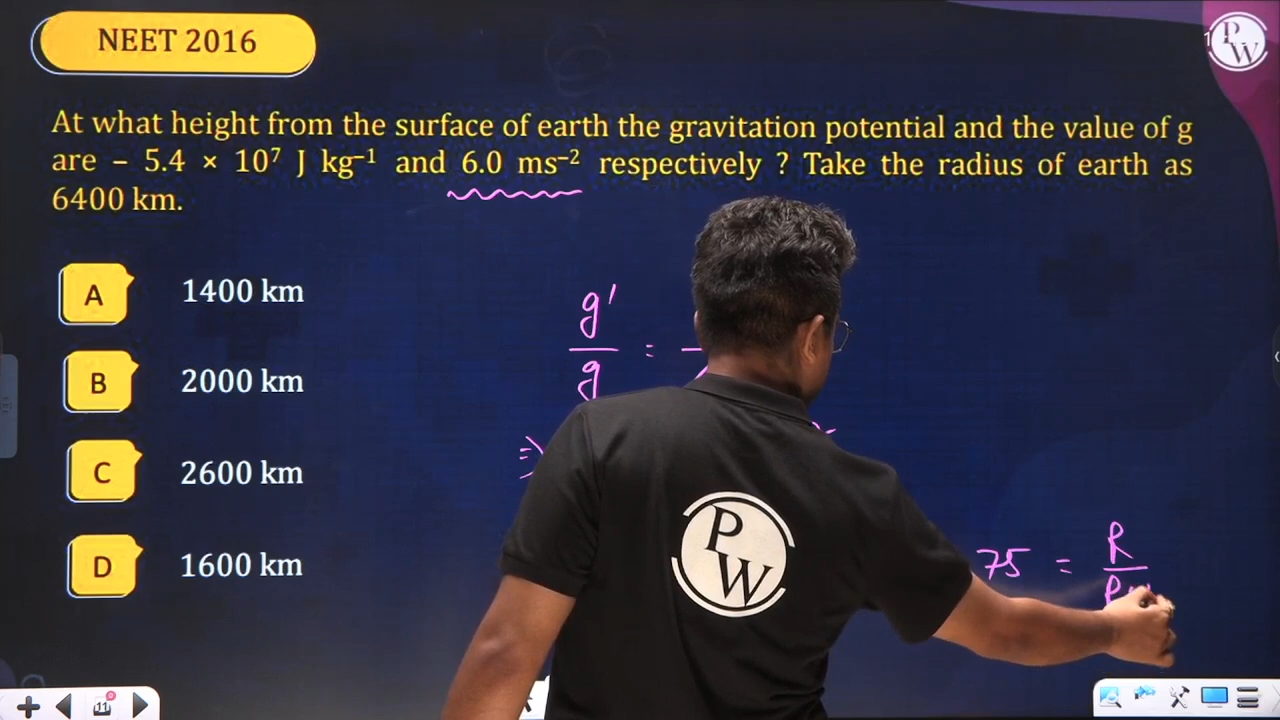 NEET 2016
PW
At what height from the surface of earth the gravitation potential and the value of g
are – 5.4 × 10⁷ J kg⁻¹ and 6.0 ms⁻² respectively ? Take the radius of earth as
6400 km.
A 1400 km
B 2000 km
C 2600 km
D 1600 km
g'
g
=
⇒
75 = R
PW
11